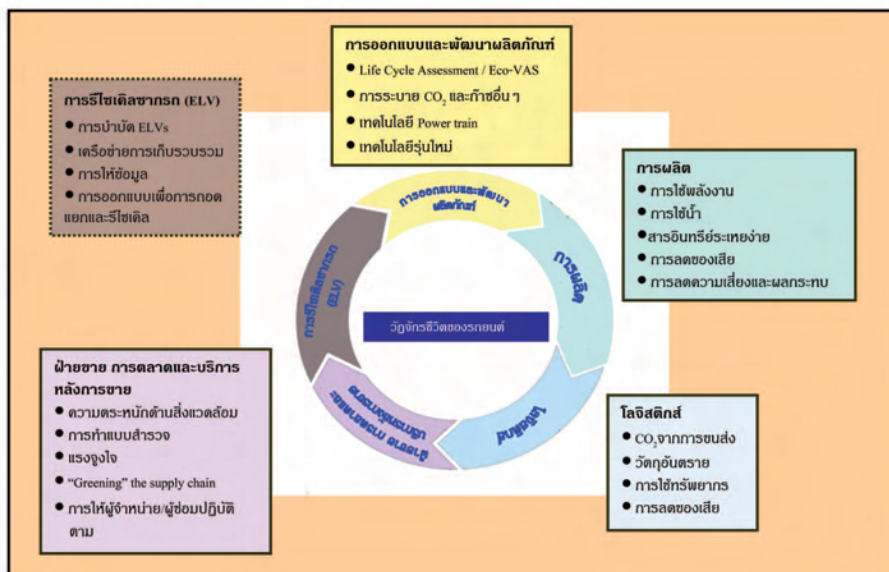 การออกแบบและพัฒนาผลิตภัณฑ์
● Life Cycle Assessment / Eco-VAS
● การระบาย CO₂ และก๊าซอื่น ๆ
● เทคโนโลยี Power train
● เทคโนโลยีรุ่นใหม่
การรีไซเคิลซากรถ (ELV)
● การบำบัด ELVs
● เครือข่ายการเก็บรวบรวม
● การให้ข้อมูล
● การออกแบบเพื่อการถอด
แยกและรีไซเคิล
การผลิต
● การใช้พลังงาน
● การใช้น้ำ
● สารอินทรีย์ระเหยง่าย
● การลดของเสีย
● การลดความเสี่ยงและผลกระทบ
การออกแบบและพัฒนา
ผลิตภัณฑ์
การผลิต
การรีไซเคิลซากรถ
(ELV)
วัฏจักรชีวิตของรถยนต์
โลจิสติกส์
ฝ่ายขาย การตลาดและ
บริการหลังการขาย
ฝ่ายขาย การตลาดและบริการ
หลังการขาย
● ความตระหนักด้านสิ่งแวดล้อม
● การทำแบบสำรวจ
● แรงจูงใจ
● “Greening” the supply chain
● การให้ผู้จำหน่าย/ผู้ซ่อมปฏิบัติ
ตาม
โลจิสติกส์
● CO₂จากการขนส่ง
● วัตถุอันตราย
● การใช้ทรัพยากร
● การลดของเสีย